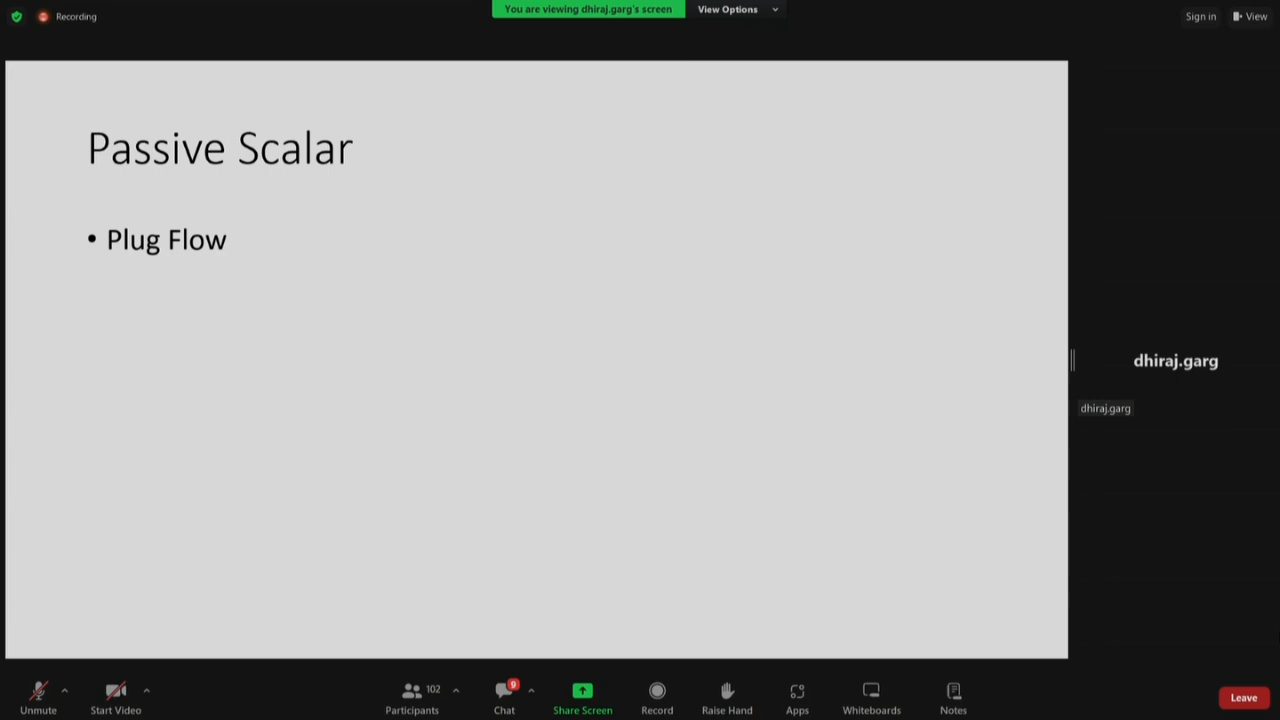 Recording
You are viewing dhiraj.garg's screen
View Options
Sign in
View
Passive Scalar
• Plug Flow
dhiraj.garg
dhiraj.garg
Unmute
Start Video
102
Participants
9
Chat
Share Screen
Record
Raise Hand
Apps
Whiteboards
Notes
Leave